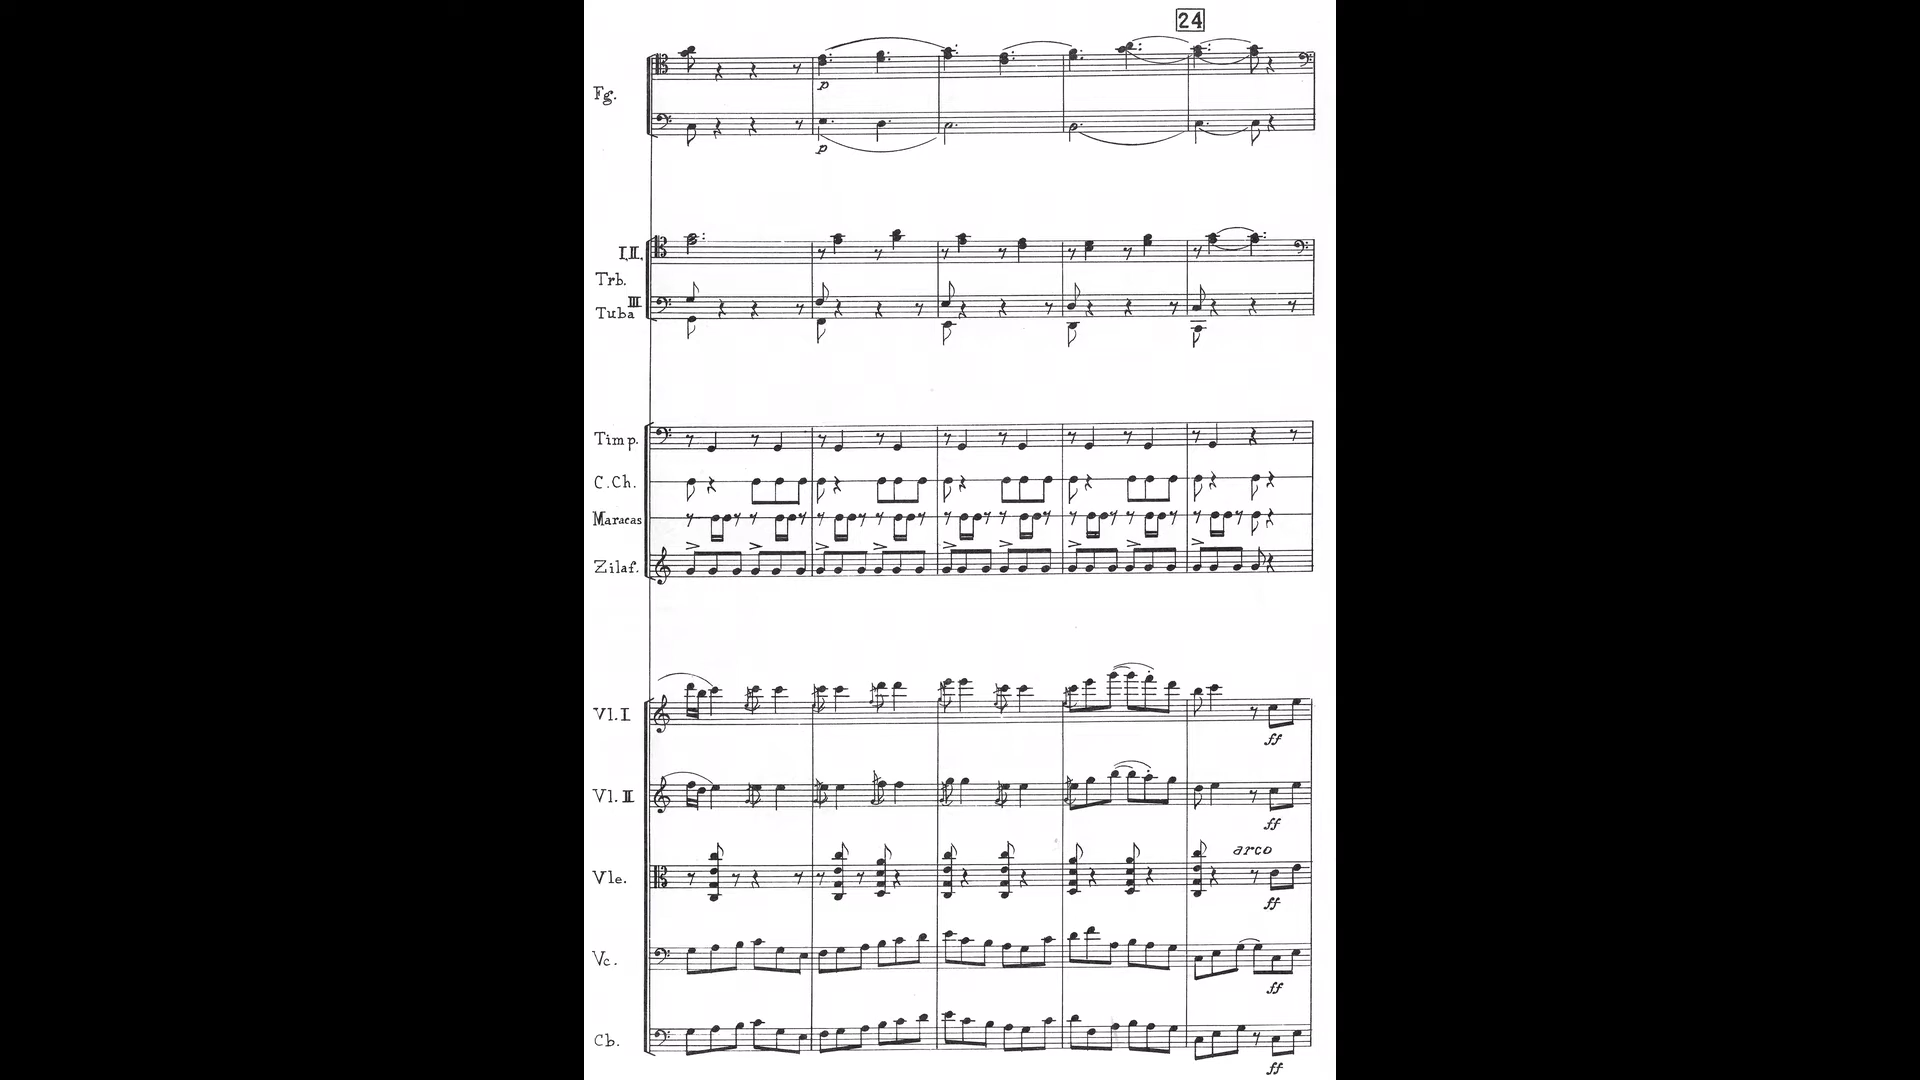 24
Fg.
p
p
I.II.
Trb.
III
Tuba
Timp.
C.Ch.
Maracas
Zilaf.
Vl. I
ff
Vl. II
ff
arco
Vle.
ff
Vc.
ff
Cb.
ff